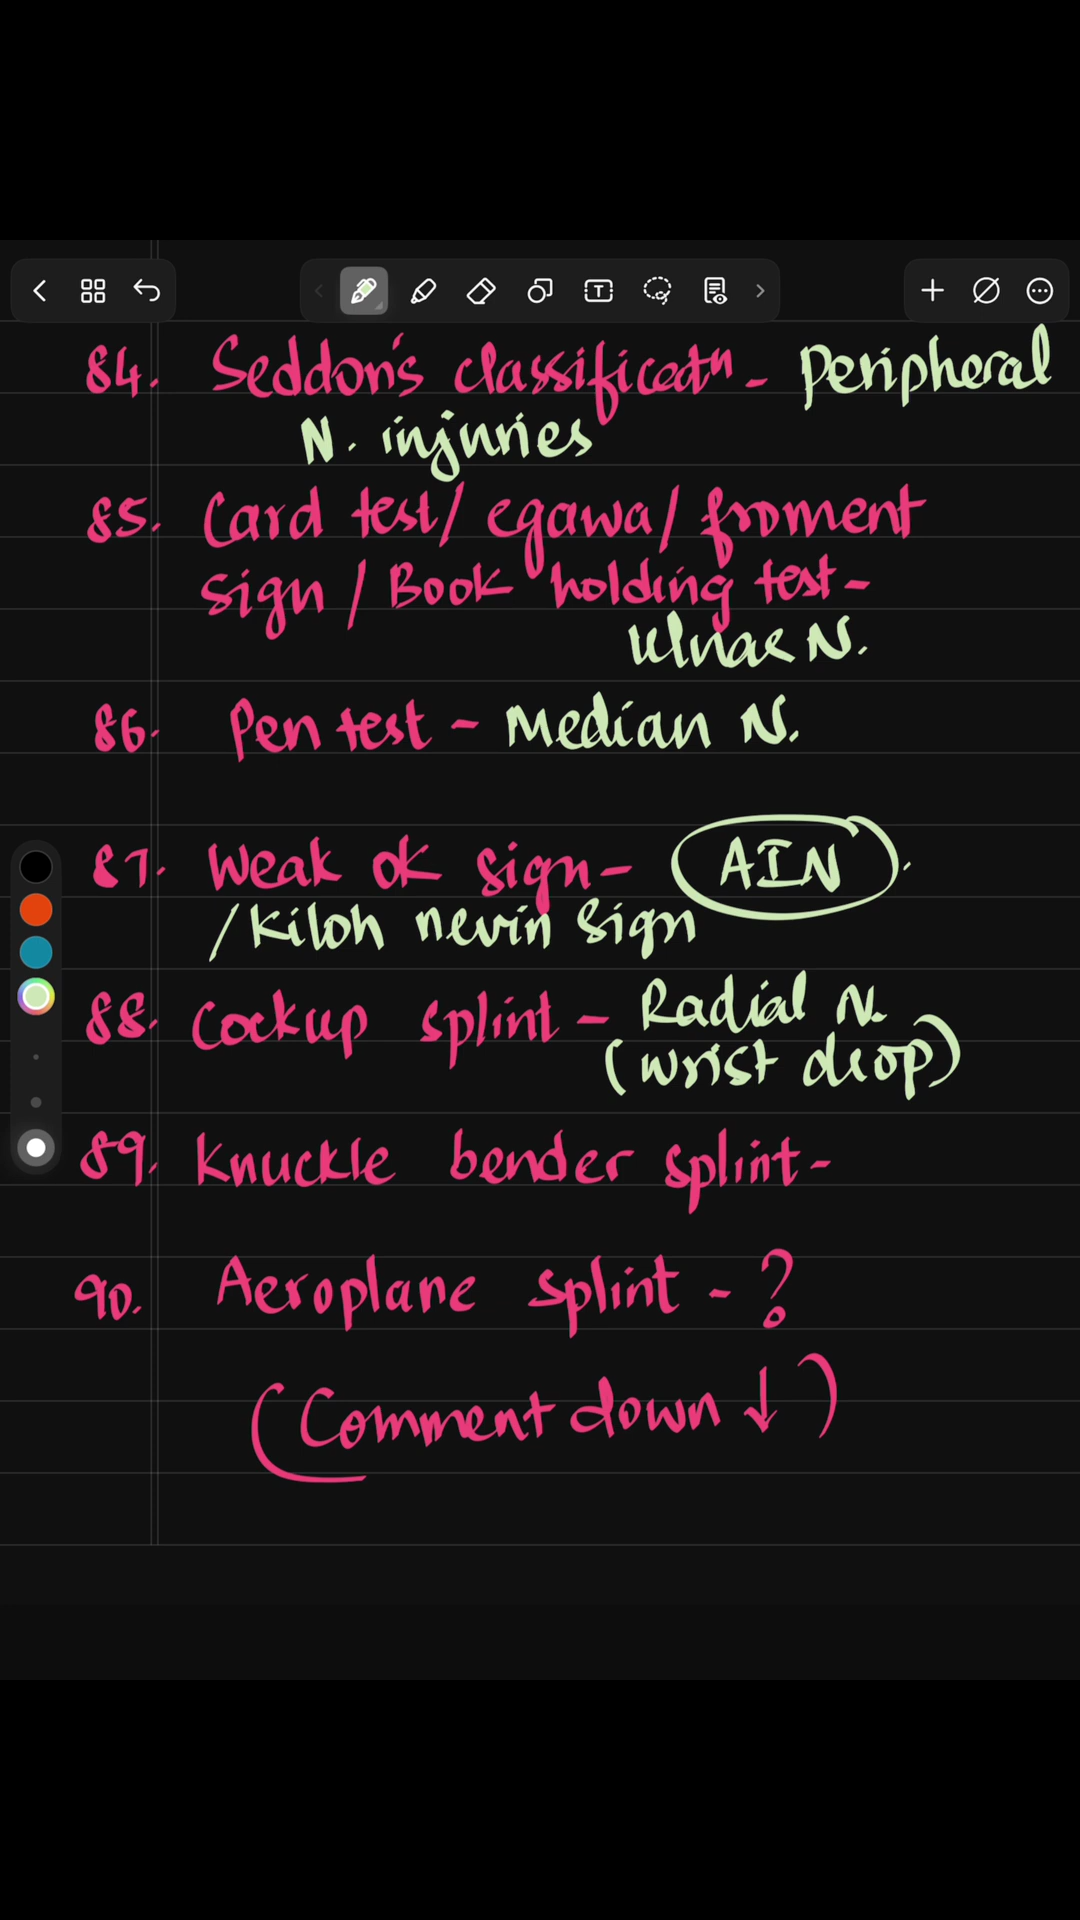 84. Seddon's classificatn - Peripheral
N. injuries
85. Card test / egawa / froment
sign / Book holding test -
Ulnar N.
86. Pen test - Median N.
87. Weak ok sign - AIN
/ Kiloh nevin sign
88. Cockup splint - Radial N.
(wrist drop)
89. Knuckle bender splint -
90. Aeroplane splint - ?
(Comment down ↓)